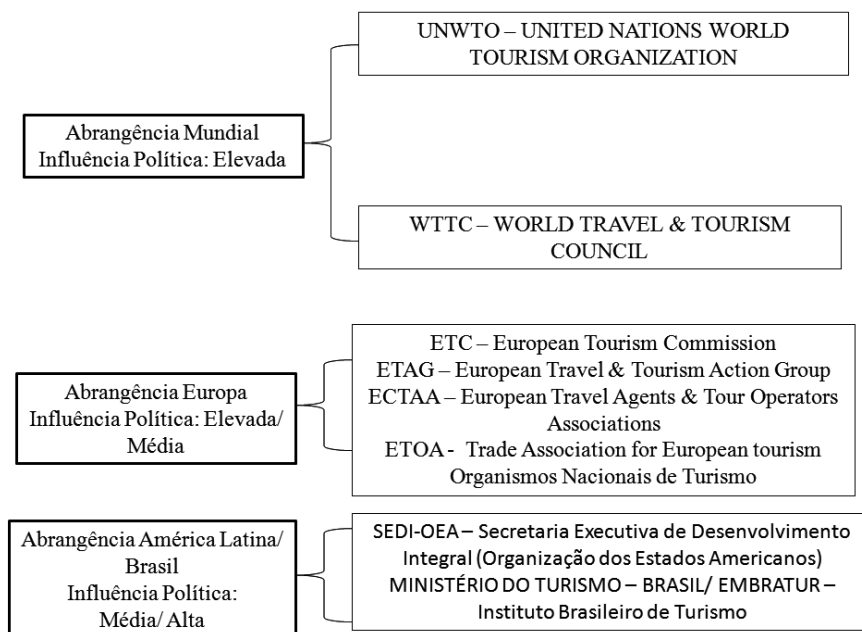 UNWTO – UNITED NATIONS WORLD
TOURISM ORGANIZATION
Abrangência Mundial
Influência Política: Elevada
WTTC – WORLD TRAVEL & TOURISM
COUNCIL
ETC – European Tourism Commission
ETAG – European Travel & Tourism Action Group
ECTAA – European Travel Agents & Tour Operators
Associations
ETOA - Trade Association for European tourism
Organismos Nacionais de Turismo
Abrangência Europa
Influência Política: Elevada/
Média
SEDI-OEA – Secretaria Executiva de Desenvolvimento
Integral (Organização dos Estados Americanos)
MINISTÉRIO DO TURISMO – BRASIL/ EMBRATUR –
Instituto Brasileiro de Turismo
Abrangência América Latina/
Brasil
Influência Política:
Média/ Alta